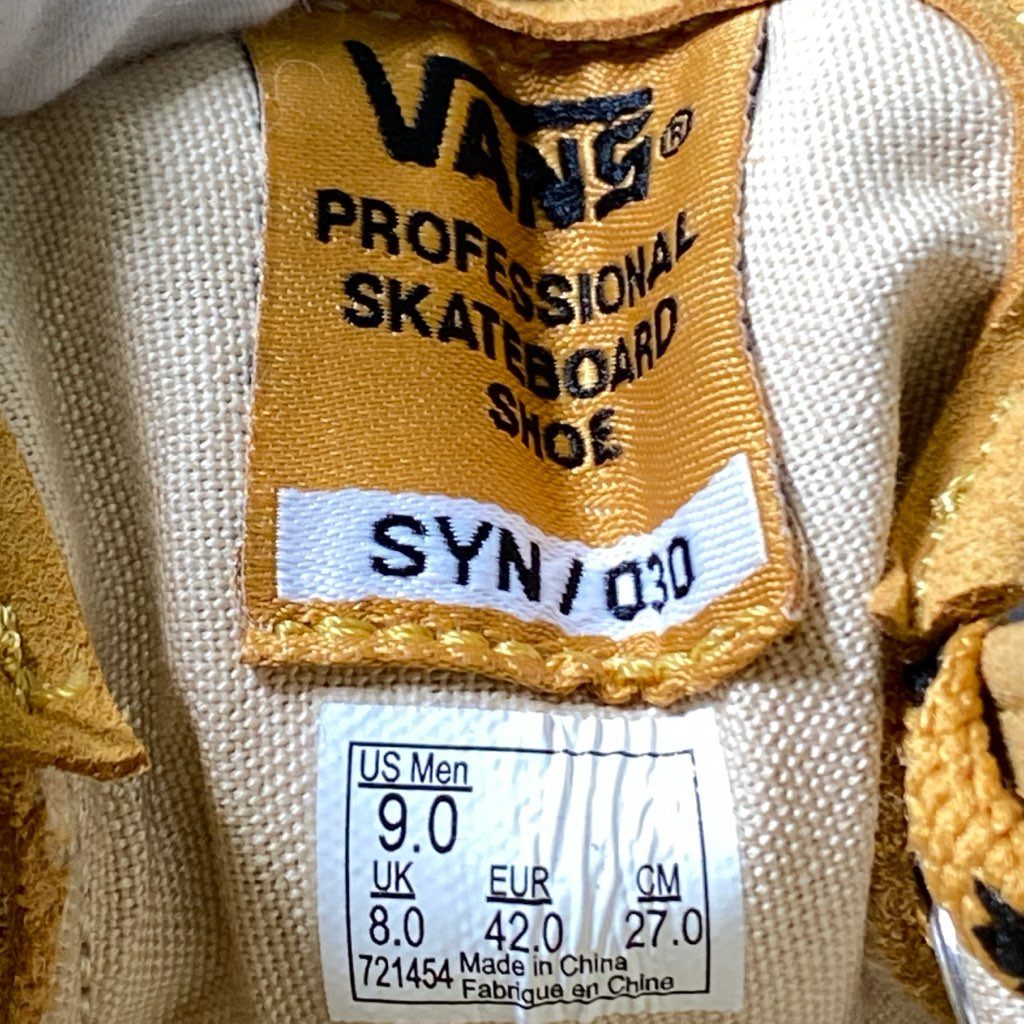 VANS®
PROFESSIONAL
SKATEBOARD
SHOE
SYN/030
US Men
9.0
UK EUR CM
8.0 42.0 27.0
721454 Made in China
Fabrique en Chine